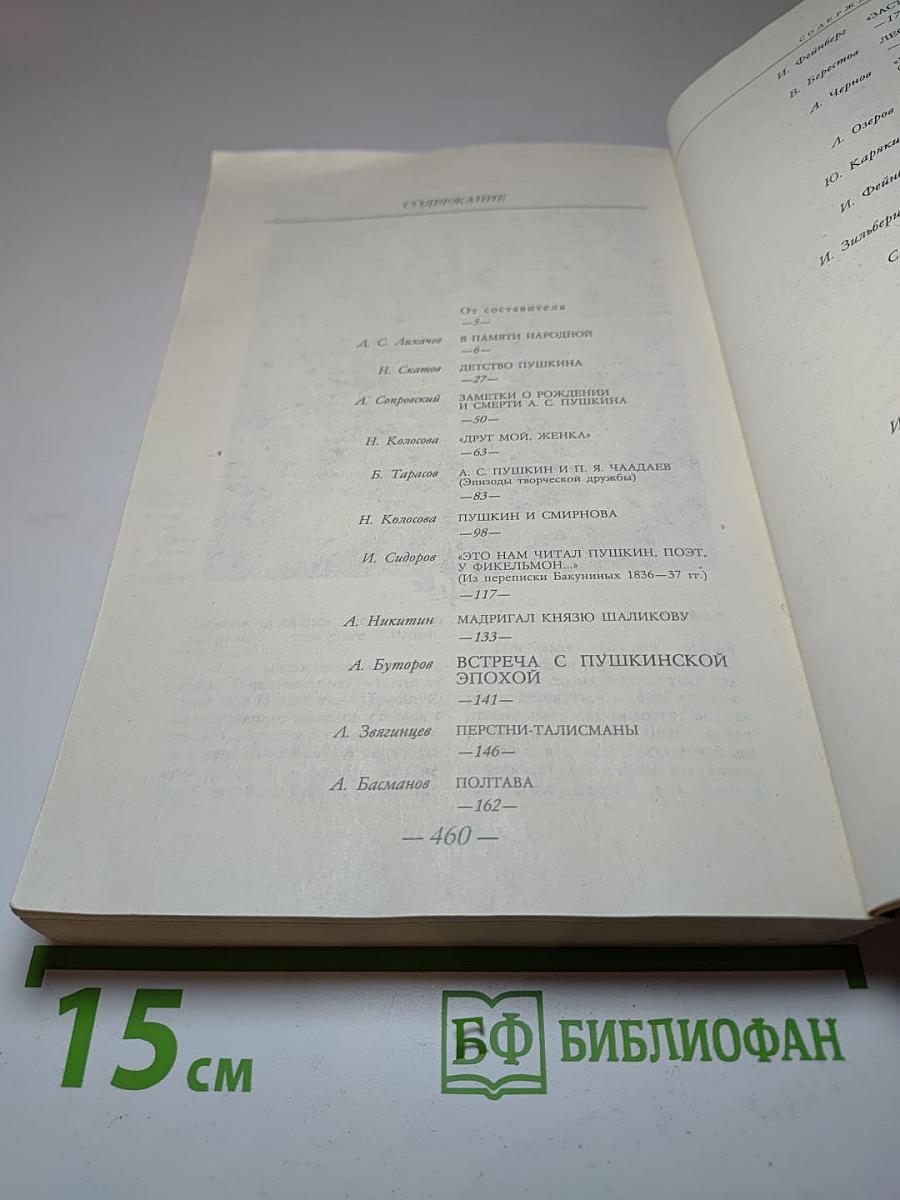 СОДЕРЖАНИЕ
От составителя
—5—
Д. С. Лихачев В ПАМЯТИ НАРОДНОЙ
—6—
Н. Скатов ДЕТСТВО ПУШКИНА
—27—
А. Сопровский ЗАМЕТКИ О РОЖДЕНИИ
И СМЕРТИ А. С. ПУШКИНА
—50—
Н. Колосова «ДРУГ МОЙ, ЖЕНКА»
—63—
Б. Тарасов А. С. ПУШКИН И П. Я. ЧААДАЕВ
(Эпизоды творческой дружбы)
—83—
Н. Колосова ПУШКИН И СМИРНОВА
—98—
И. Сидоров «ЭТО НАМ ЧИТАЛ ПУШКИН, ПОЭТ,
У ФИКЕЛЬМОН...»
(Из переписки Бакуниных 1836—37 гг.)
—117—
А. Никитин МАДРИГАЛ КНЯЗЮ ШАЛИКОВУ
—133—
А. Буторов ВСТРЕЧА С ПУШКИНСКОЙ
ЭПОХОЙ
—141—
Л. Звягинцев ПЕРСТНИ-ТАЛИСМАНЫ
—146—
А. Басманов ПОЛТАВА
—162—
— 460 —
И. Фейнберг
В. Берестов
А. Чернов
Л. Озеров
Ю. Каряки
И. Фейн
И. Зильбер
15 см
БФ БИБЛИОФАН